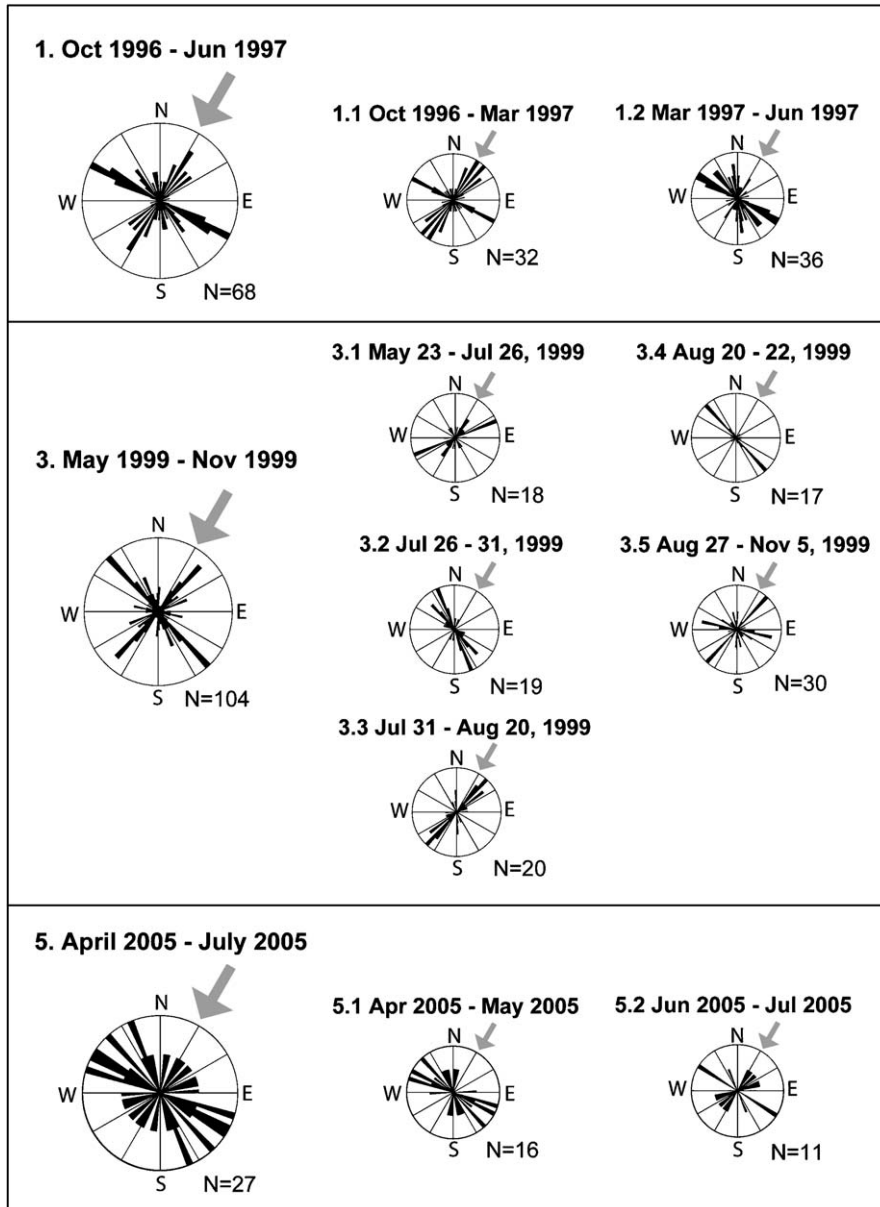 1. Oct 1996 - Jun 1997
N
W
E
S
N=68
1.1 Oct 1996 - Mar 1997
N
W
E
S
N=32
1.2 Mar 1997 - Jun 1997
N
W
E
S
N=36
3. May 1999 - Nov 1999
N
W
E
S
N=104
3.1 May 23 - Jul 26, 1999
N
W
E
S
N=18
3.4 Aug 20 - 22, 1999
N
W
E
S
N=17
3.2 Jul 26 - 31, 1999
N
W
E
S
N=19
3.5 Aug 27 - Nov 5, 1999
N
W
E
S
N=30
3.3 Jul 31 - Aug 20, 1999
N
W
E
S
N=20
5. April 2005 - July 2005
N
W
E
S
N=27
5.1 Apr 2005 - May 2005
N
W
E
S
N=16
5.2 Jun 2005 - Jul 2005
N
W
E
S
N=11